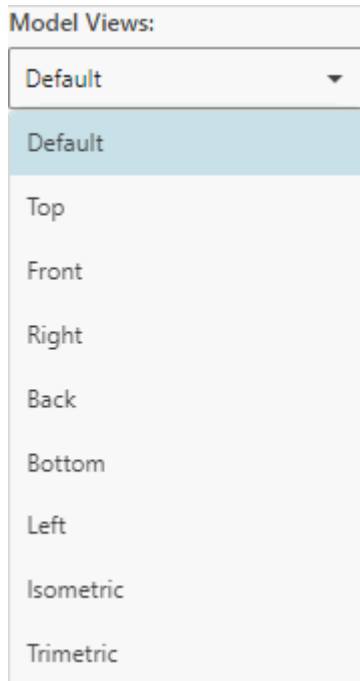 Model Views:
Default
Default
Top
Front
Right
Back
Bottom
Left
Isometric
Trimetric